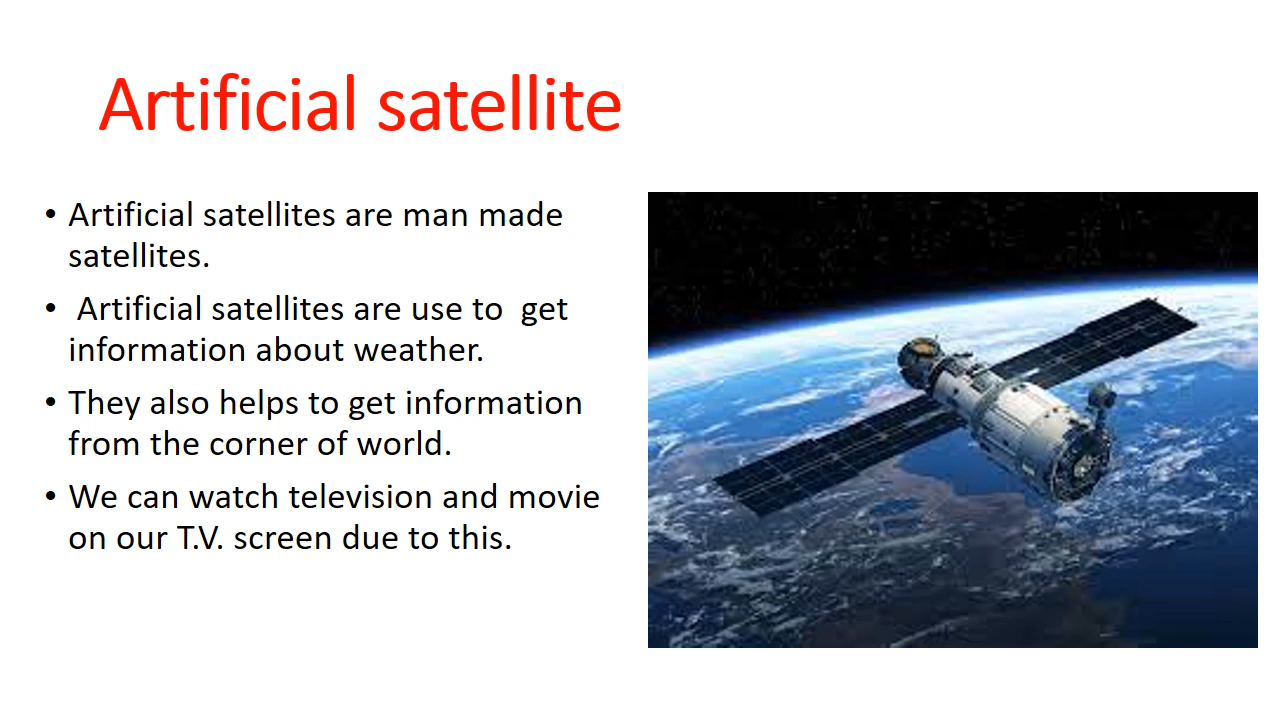 Artificial satellite
• Artificial satellites are man made
satellites.
•  Artificial satellites are use to  get
information about weather.
• They also helps to get information
from the corner of world.
• We can watch television and movie
on our T.V. screen due to this.